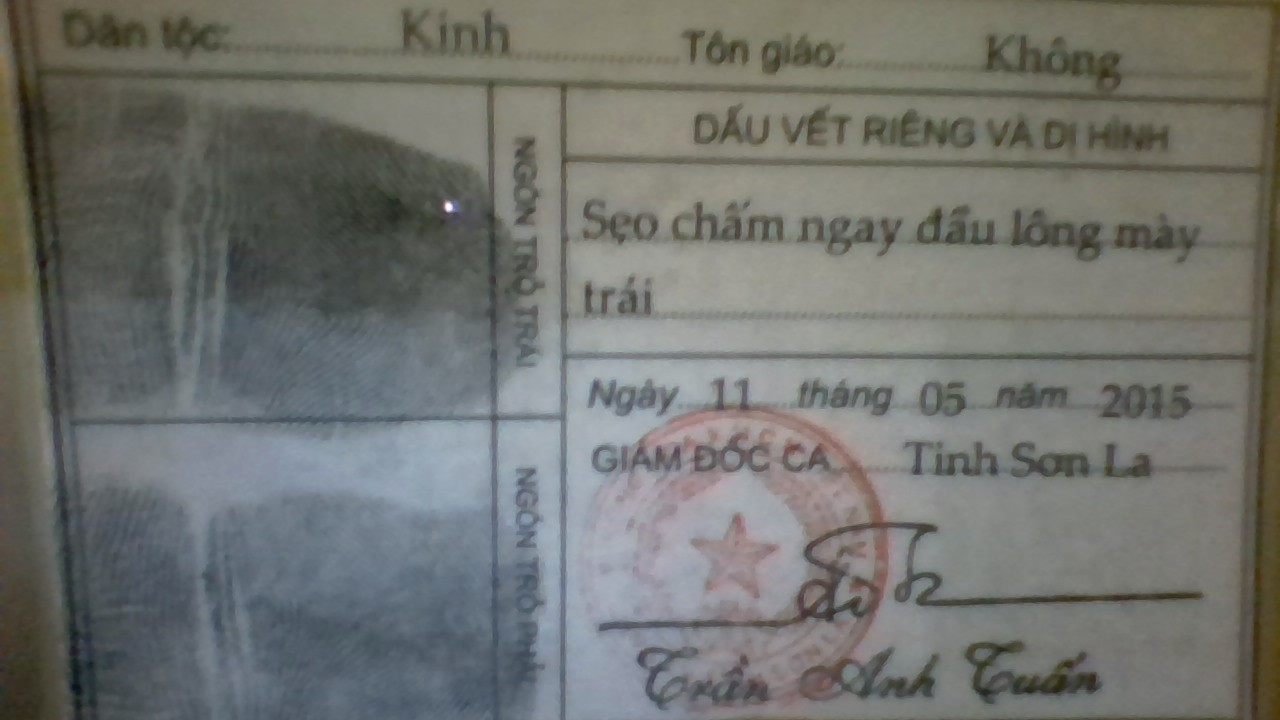 Dân tộc: Kinh Tôn giáo: Không
NGÓN TRỎ TRÁI
NGÓN TRỎ PHẢI
DẤU VẾT RIÊNG VÀ DỊ HÌNH
Sẹo chấm ngay đầu lông mày
trái
Ngày 11 tháng 05 năm 2015
GIÁM ĐỐC CA Tỉnh Sơn La
Trần Anh Tuấn